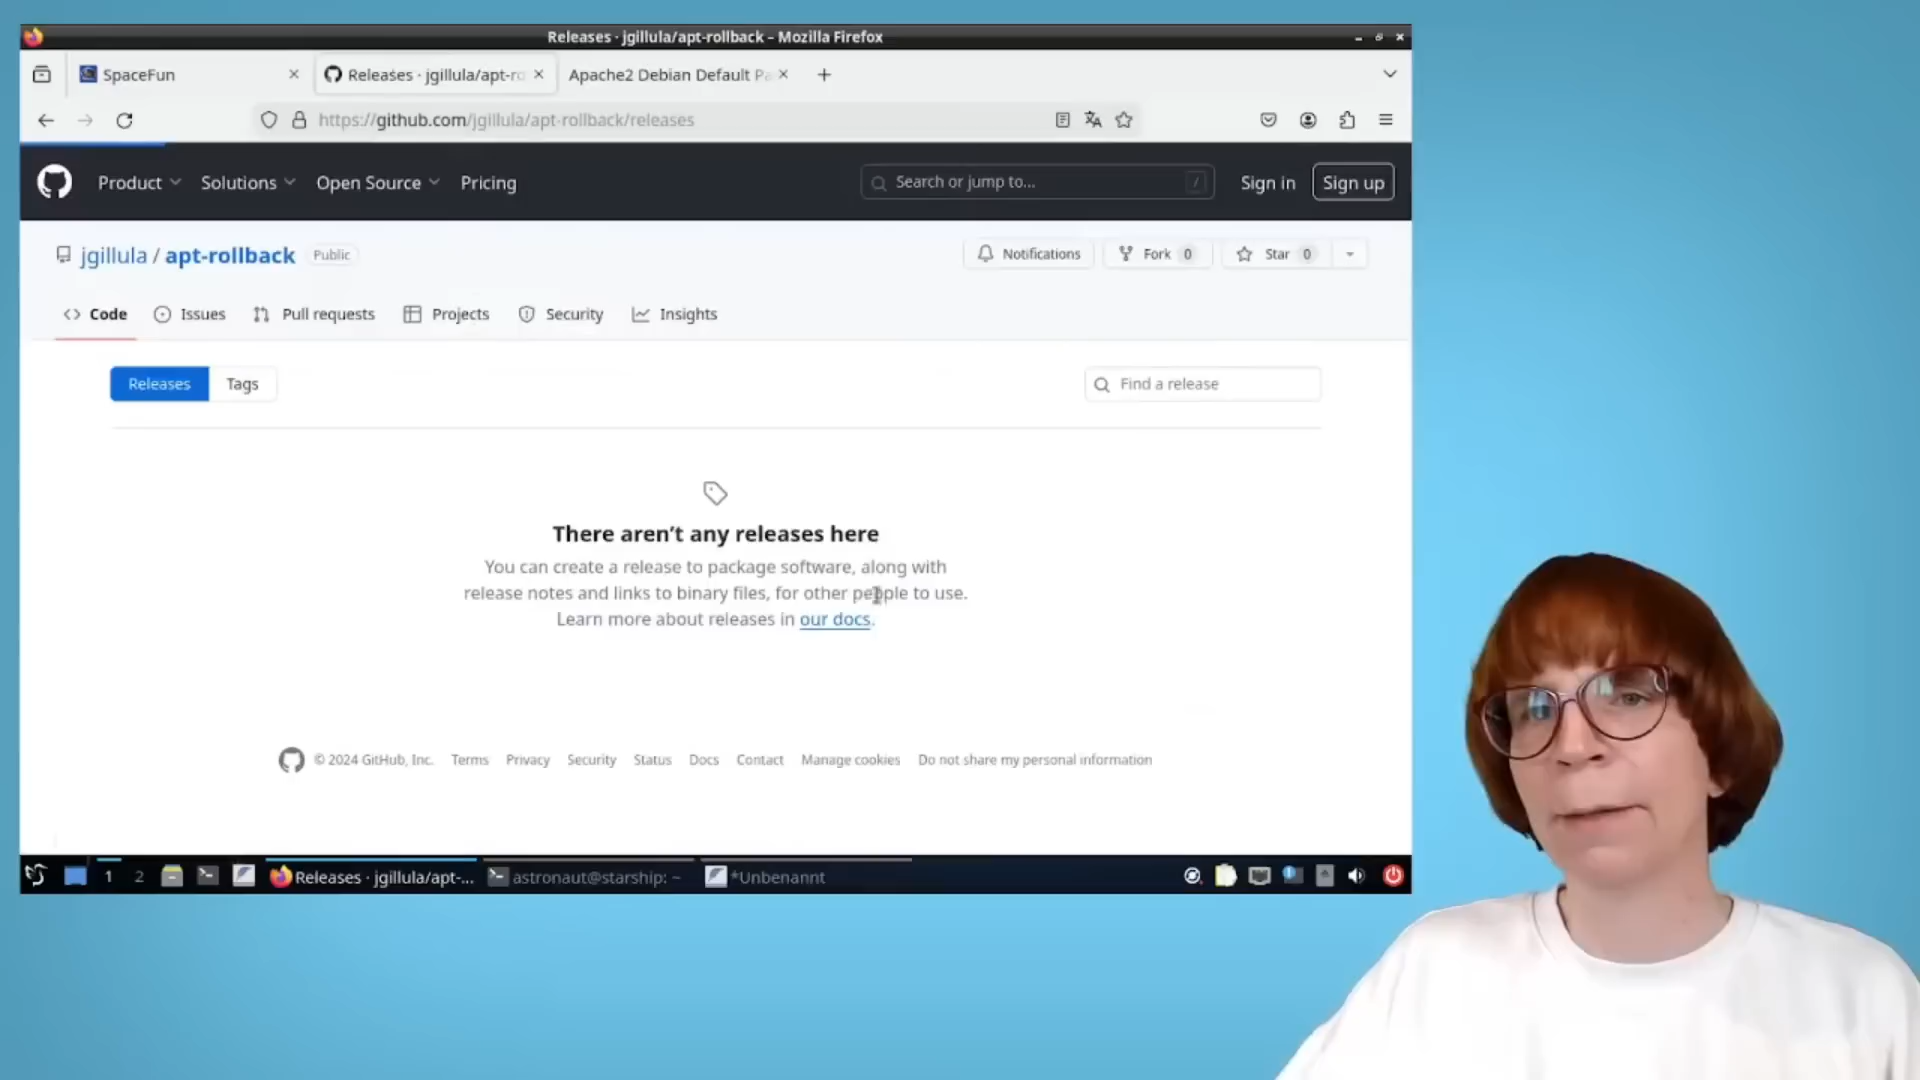 Releases · jgillula/apt-rollback – Mozilla Firefox
SpaceFun
Releases · jgillula/apt-ro
Apache2 Debian Default Pa
https://github.com/jgillula/apt-rollback/releases
Product
Solutions
Open Source
Pricing
Search or jump to...
/
Sign in
Sign up
jgillula / apt-rollback
Public
Notifications
Fork 0
Star 0
Code
Issues
Pull requests
Projects
Security
Insights
Releases
Tags
Find a release
There aren’t any releases here
You can create a release to package software, along with
release notes and links to binary files, for other people to use.
Learn more about releases in our docs.
© 2024 GitHub, Inc.
Terms
Privacy
Security
Status
Docs
Contact
Manage cookies
Do not share my personal information
1
2
Releases · jgillula/apt-...
astronaut@starship: ~
*Unbenannt